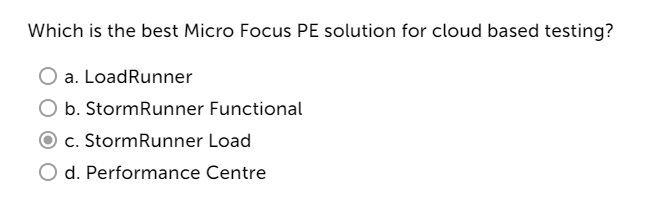 Which is the best Micro Focus PE solution for cloud based testing?
a. LoadRunner
b. StormRunner Functional
c. StormRunner Load
d. Performance Centre